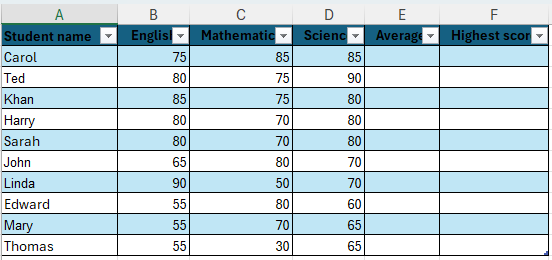 A B C D E F
Student name Englis Mathematic Scienc Average Highest scor
Carol 75 85 85
Ted 80 75 90
Khan 85 75 80
Harry 80 70 80
Sarah 80 70 80
John 65 80 70
Linda 90 50 70
Edward 55 80 60
Mary 55 70 65
Thomas 55 30 65